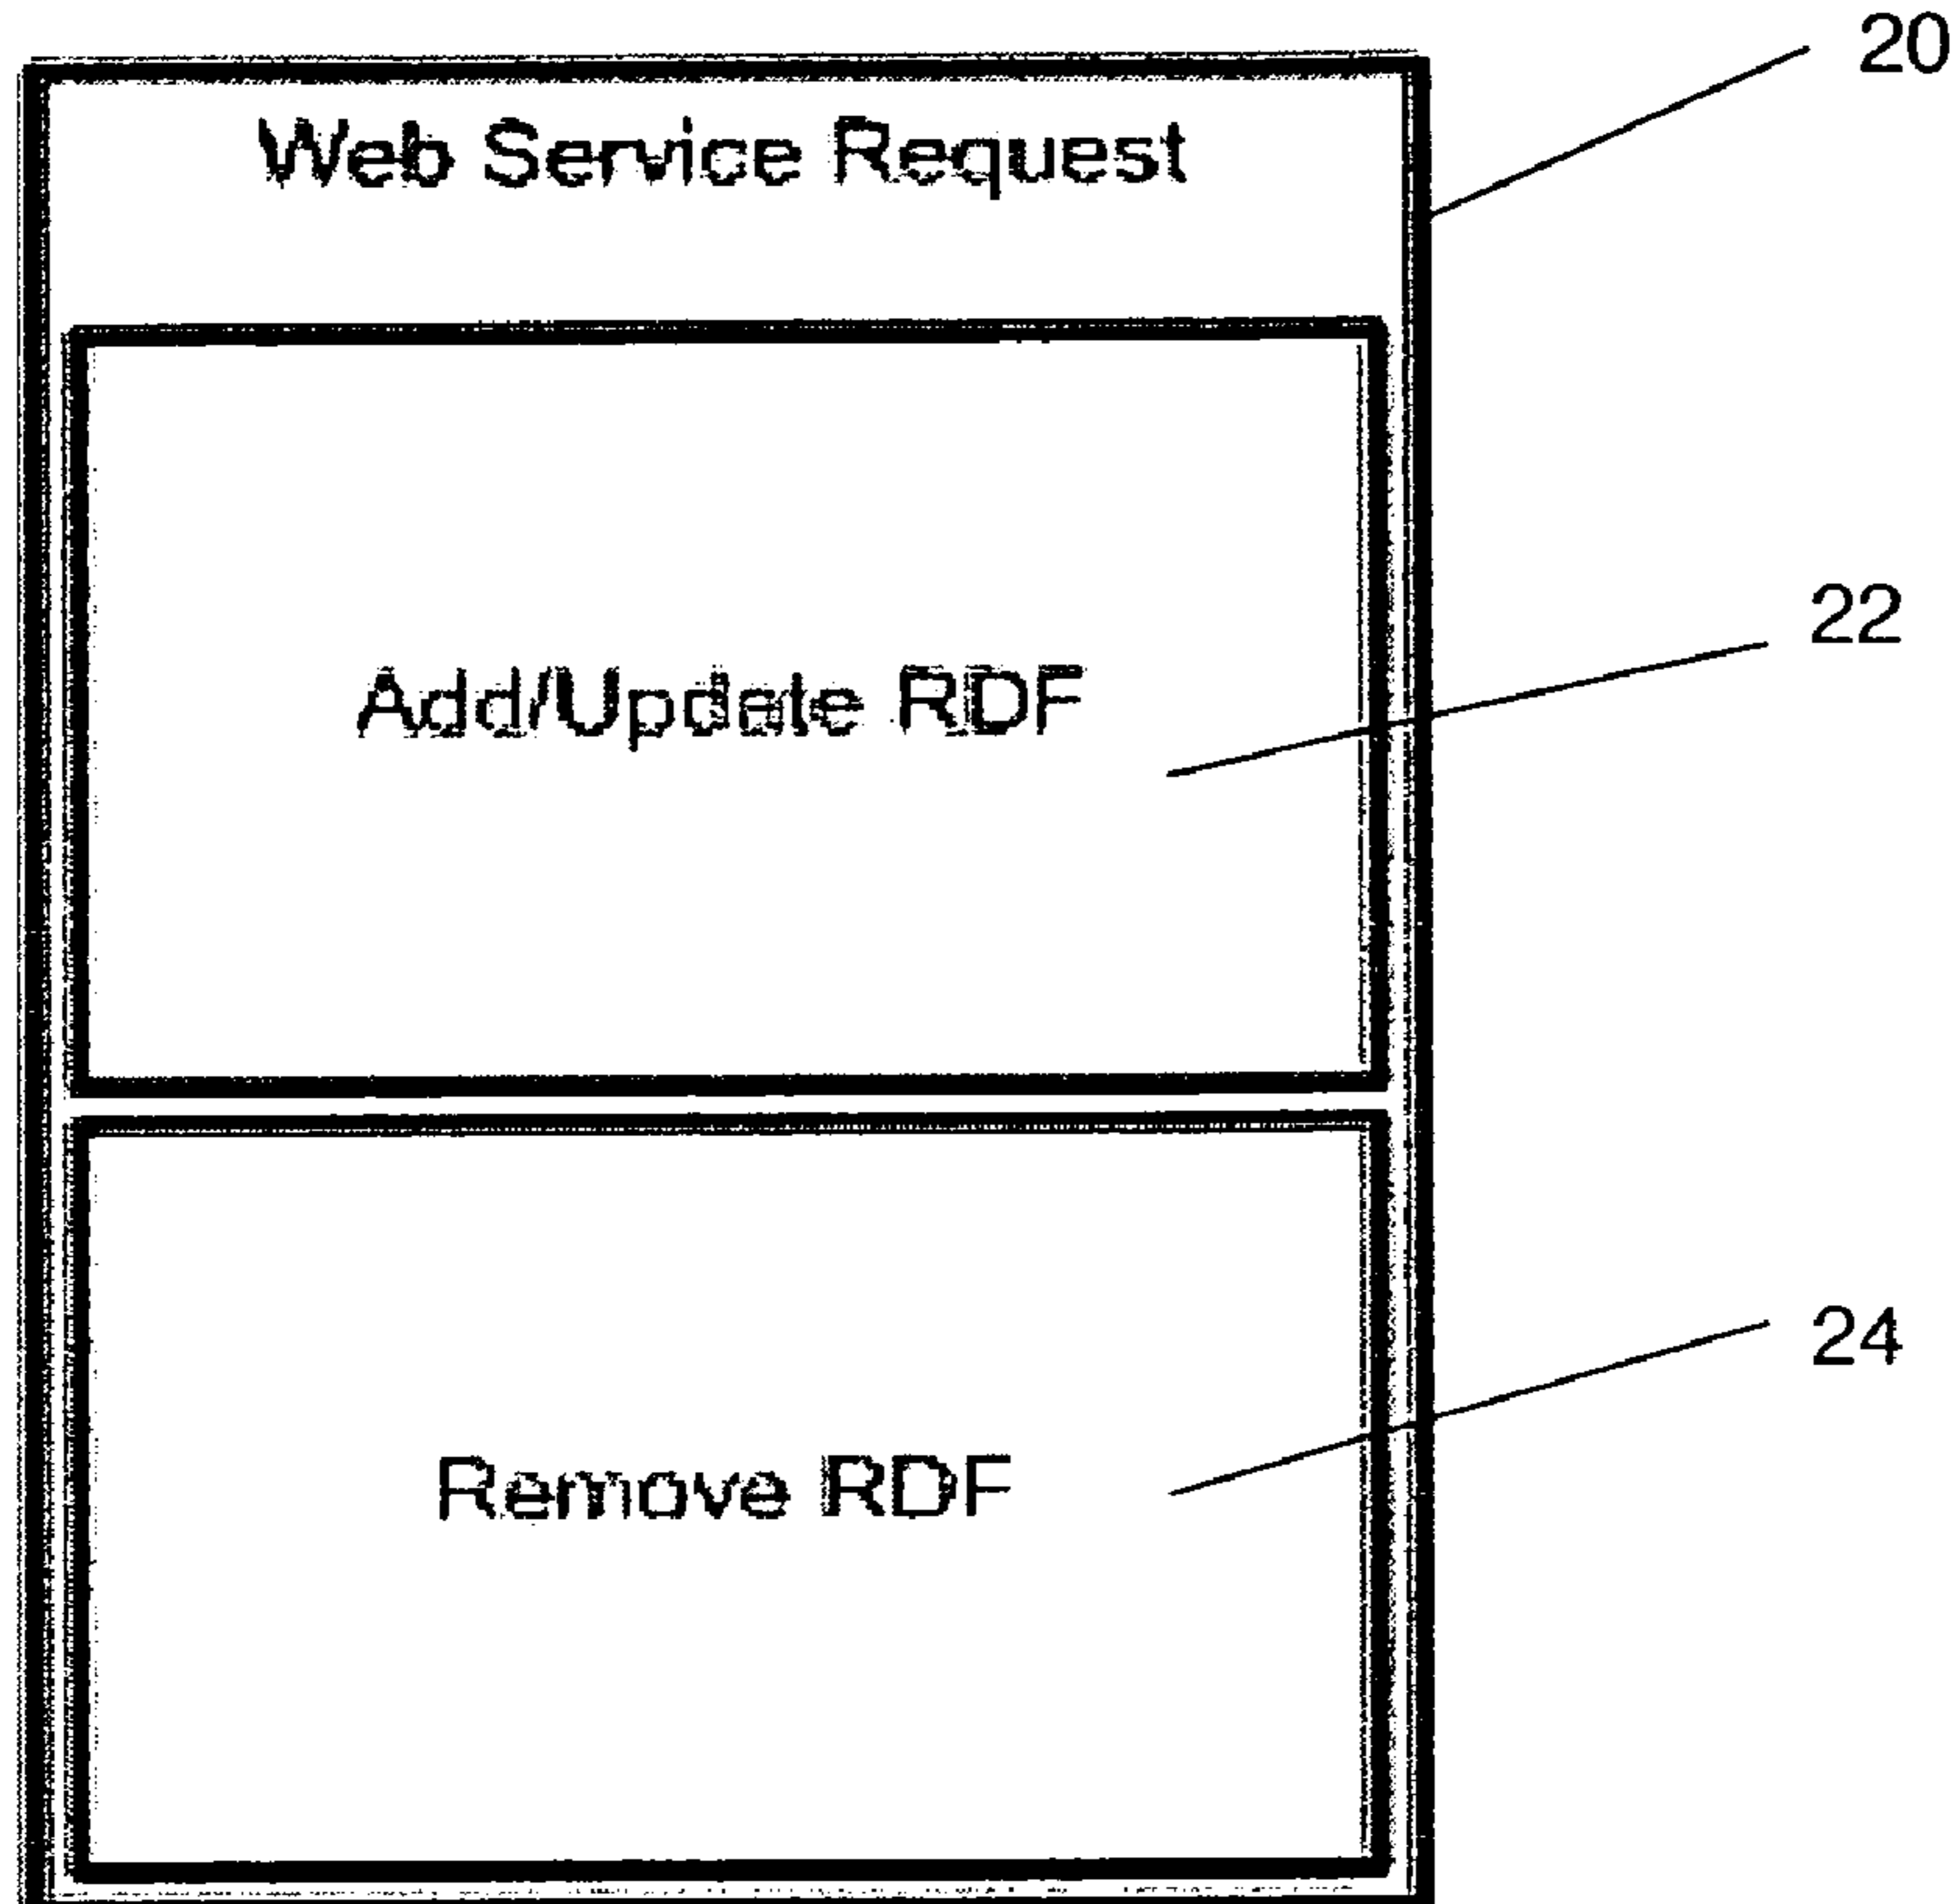 20
Web Service Request
22
Add/Update RDF
24
Remove RDF